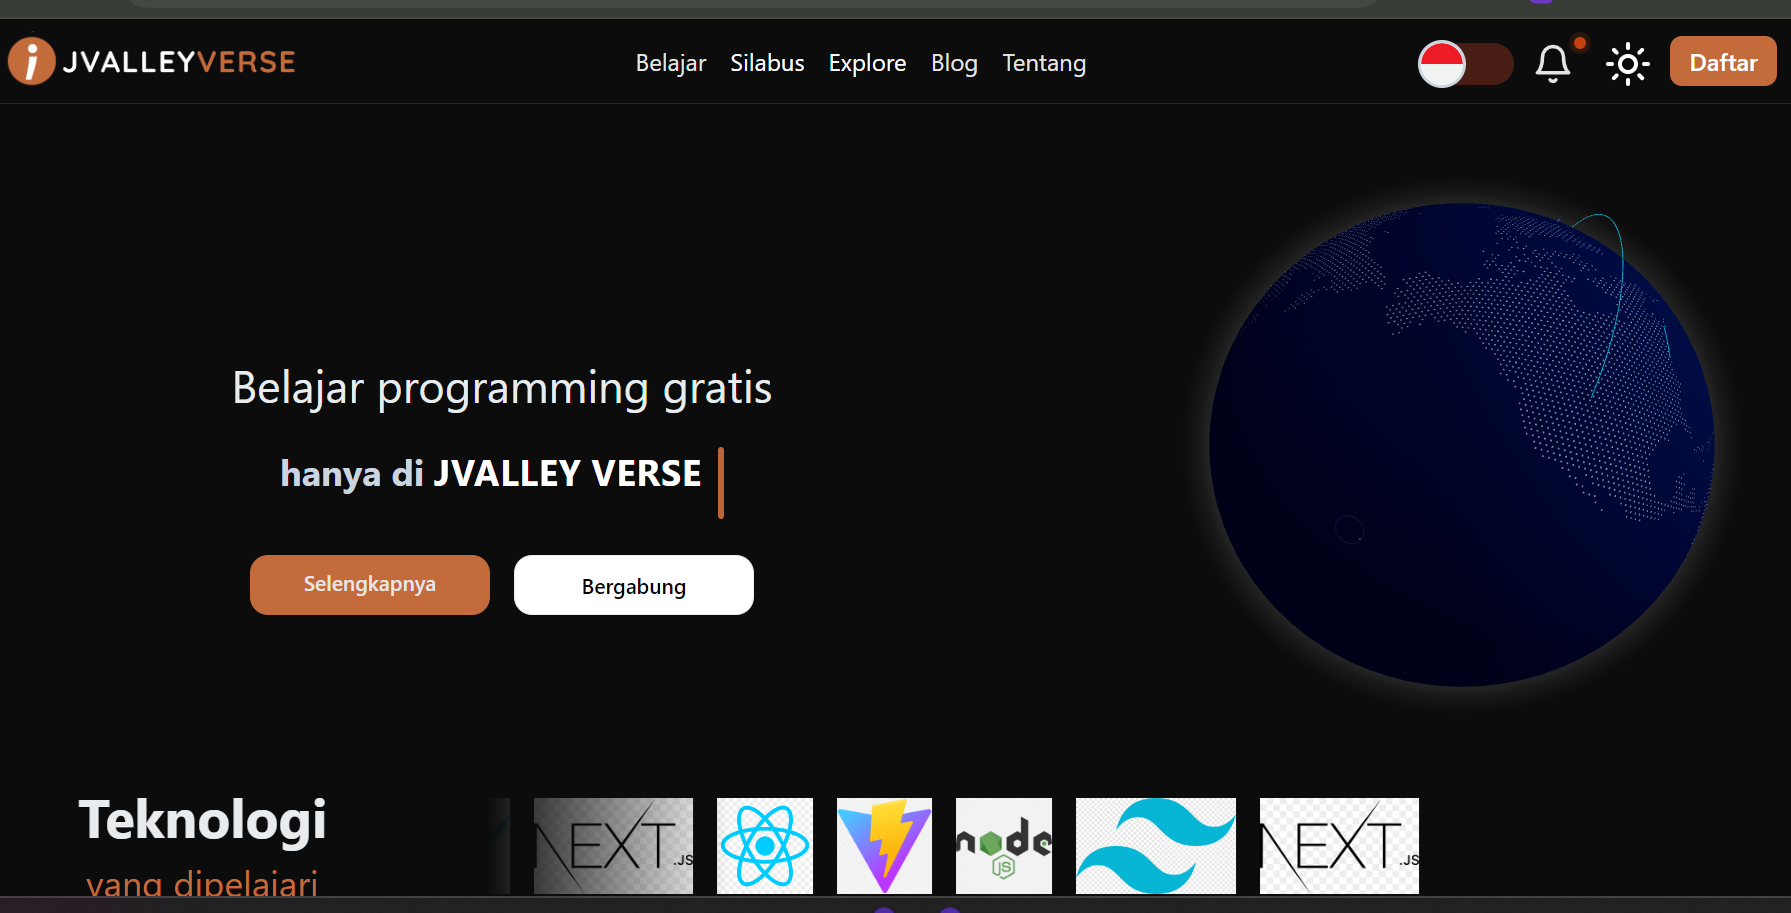 JVALLEYVERSE
Belajar Silabus Explore Blog Tentang
Daftar
Belajar programming gratis
hanya di JVALLEY VERSE
Selengkapnya
Bergabung
Teknologi
yang dipelajari
NEXT.JS
node
JS
NEXT.JS